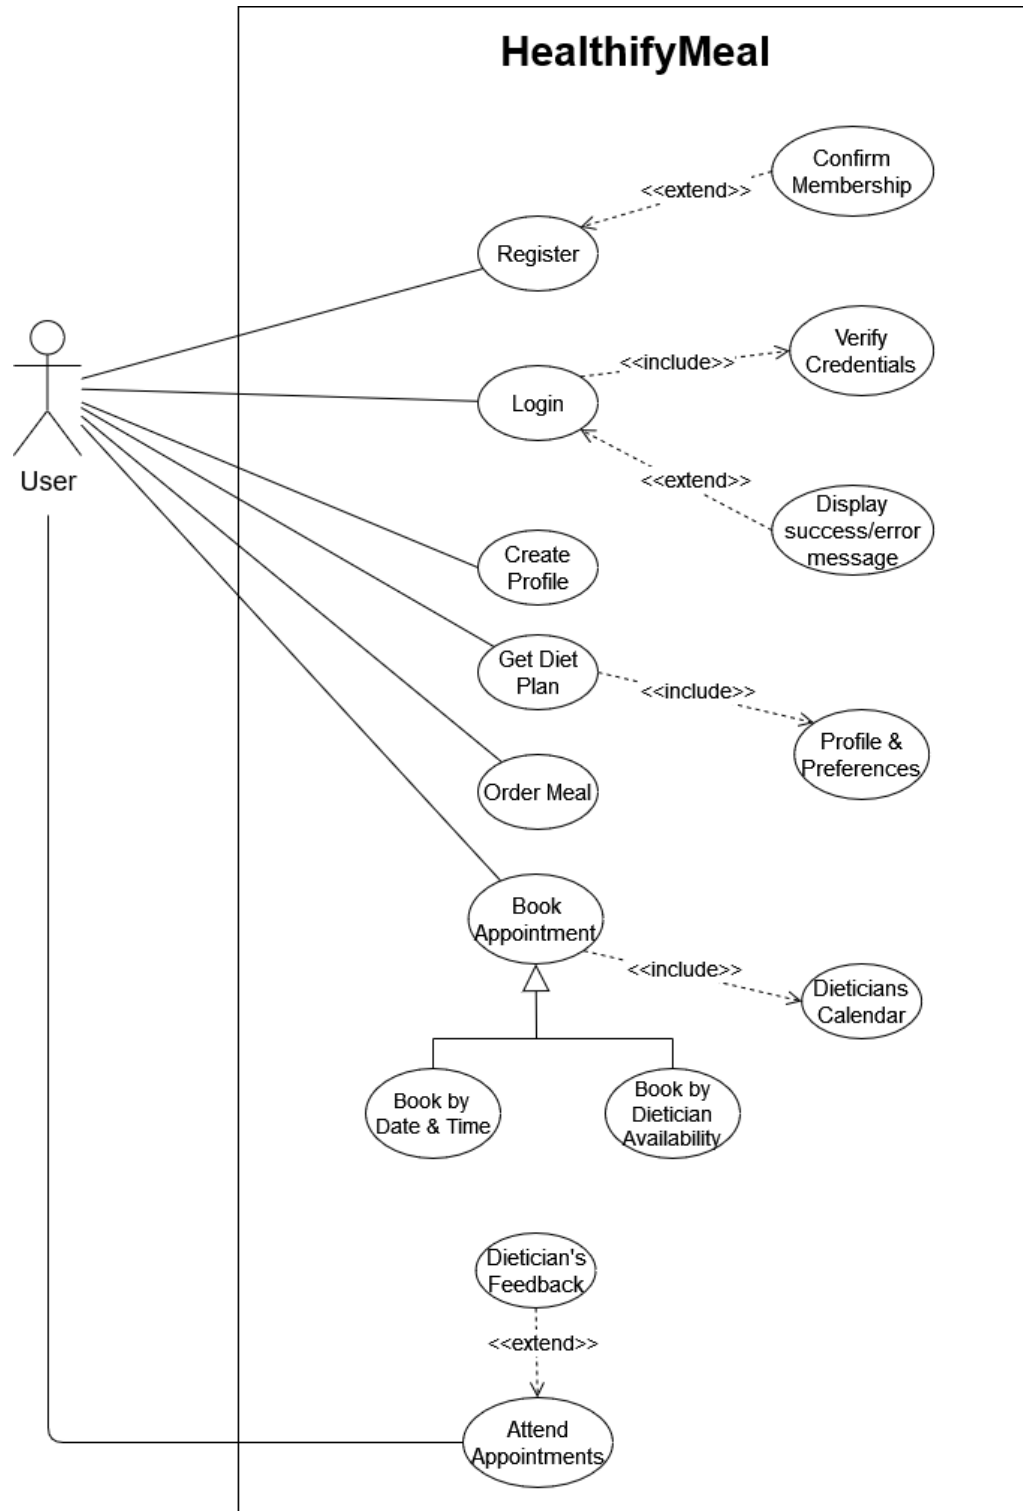 HealthifyMeal
Confirm
Membership
<<extend>>
Register
Verify
Credentials
<<include>>
Login
<<extend>>
Display
success/error
message
User
Create
Profile
Get Diet
Plan
<<include>>
Profile &
Preferences
Order Meal
Book
Appointment
<<include>>
Dieticians
Calendar
Book by
Date & Time
Book by
Dietician
Availability
Dietician's
Feedback
<<extend>>
Attend
Appointments